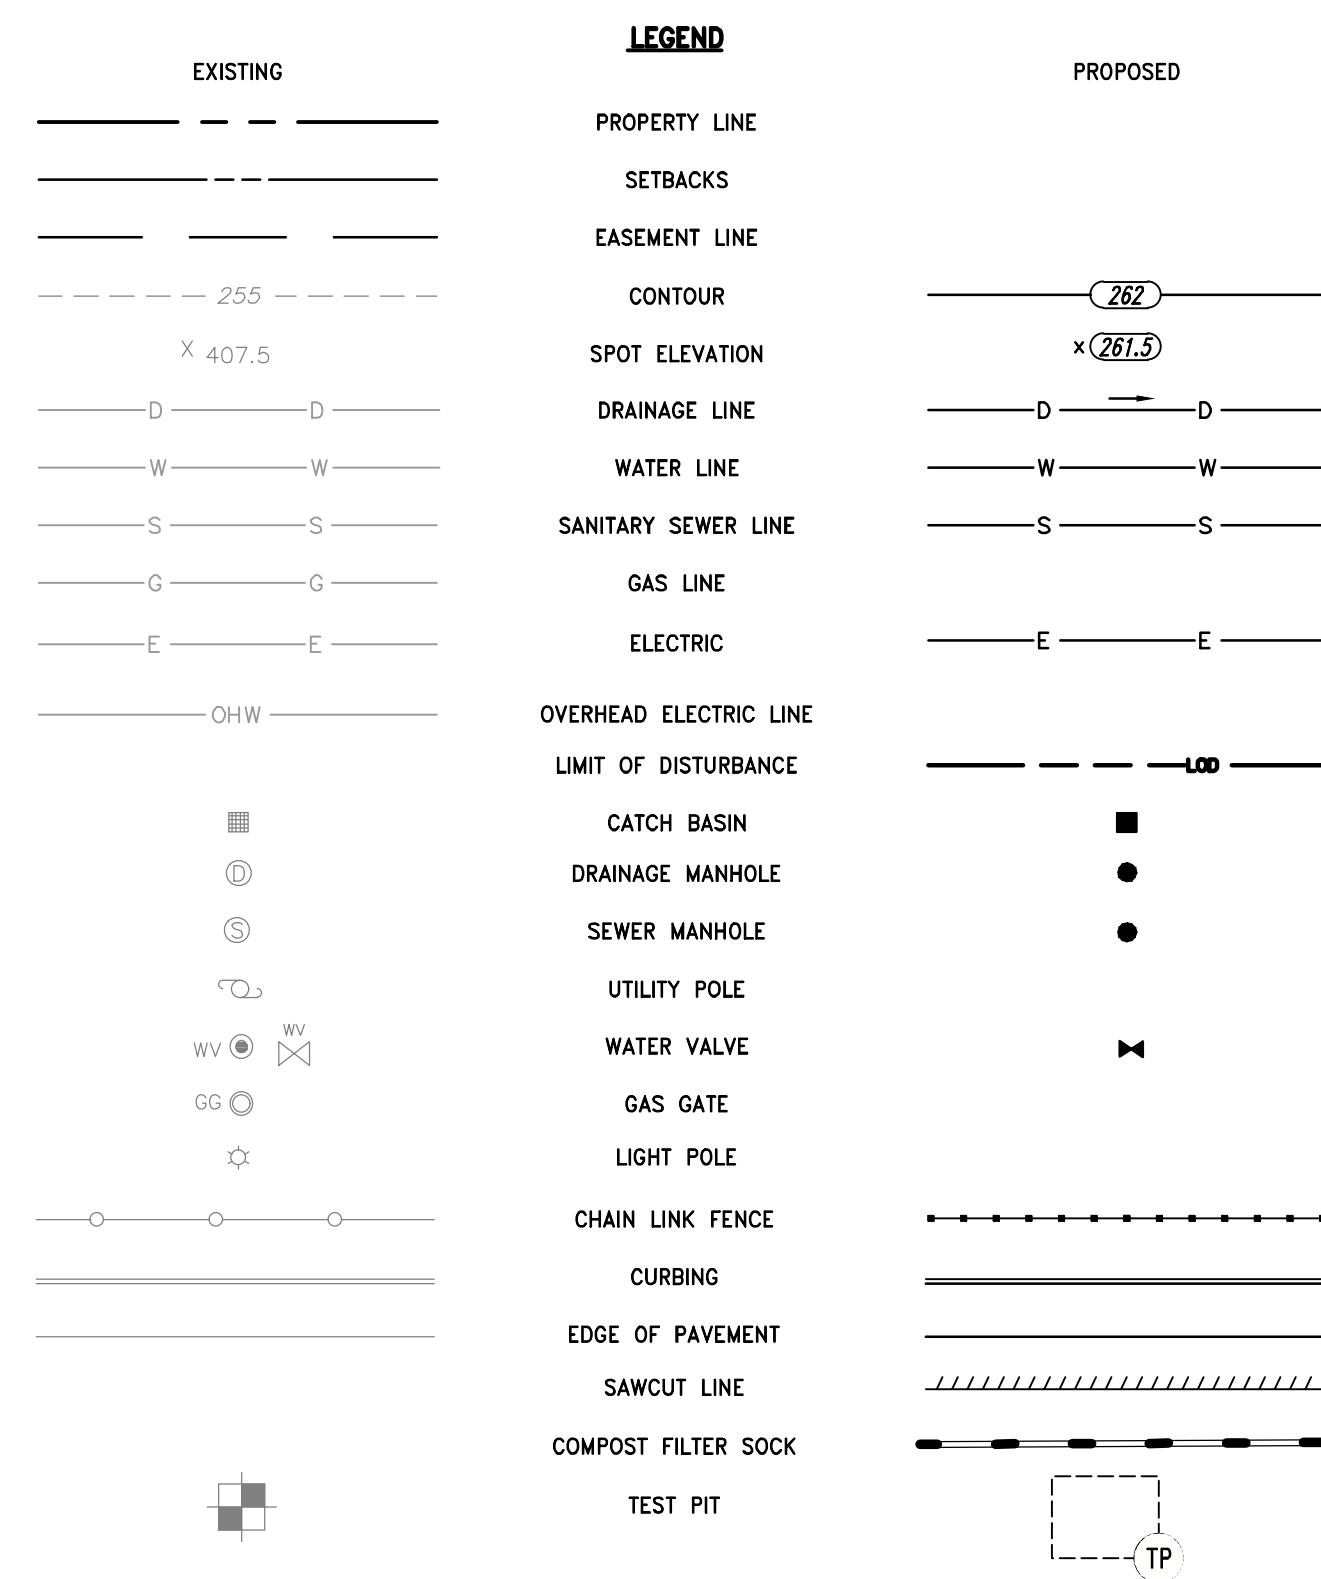 LEGEND
EXISTING PROPOSED
PROPERTY LINE
SETBACKS
EASEMENT LINE
255 CONTOUR 262
X 407.5 SPOT ELEVATION x 261.5
D D DRAINAGE LINE D D
W W WATER LINE W W
S S SANITARY SEWER LINE S S
G G GAS LINE
E E ELECTRIC E E
OHW OVERHEAD ELECTRIC LINE
LIMIT OF DISTURBANCE LOD
CATCH BASIN
D DRAINAGE MANHOLE
S SEWER MANHOLE
UTILITY POLE
WV WV WATER VALVE
GG GAS GATE
LIGHT POLE
CHAIN LINK FENCE
CURBING
EDGE OF PAVEMENT
SAWCUT LINE
COMPOST FILTER SOCK
TEST PIT
TP